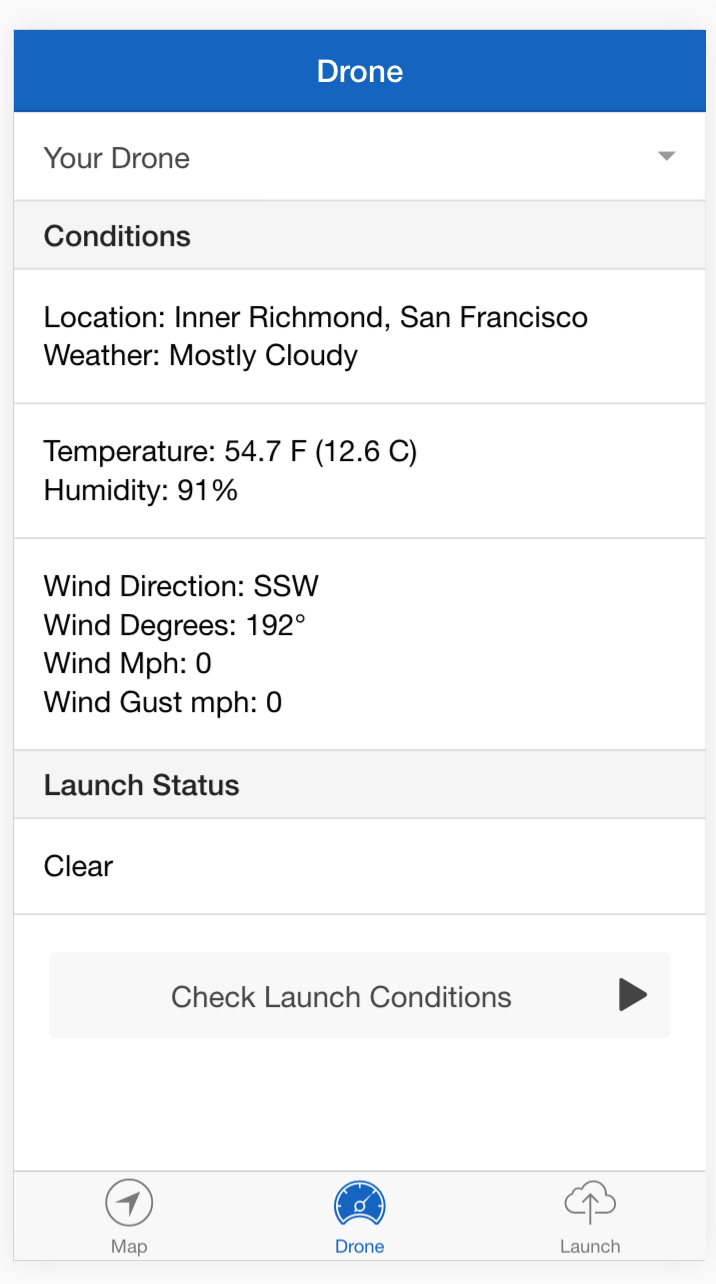 Drone
Your Drone
Conditions
Location: Inner Richmond, San Francisco
Weather: Mostly Cloudy
Temperature: 54.7 F (12.6 C)
Humidity: 91%
Wind Direction: SSW
Wind Degrees: 192°
Wind Mph: 0
Wind Gust mph: 0
Launch Status
Clear
Check Launch Conditions
Map
Drone
Launch